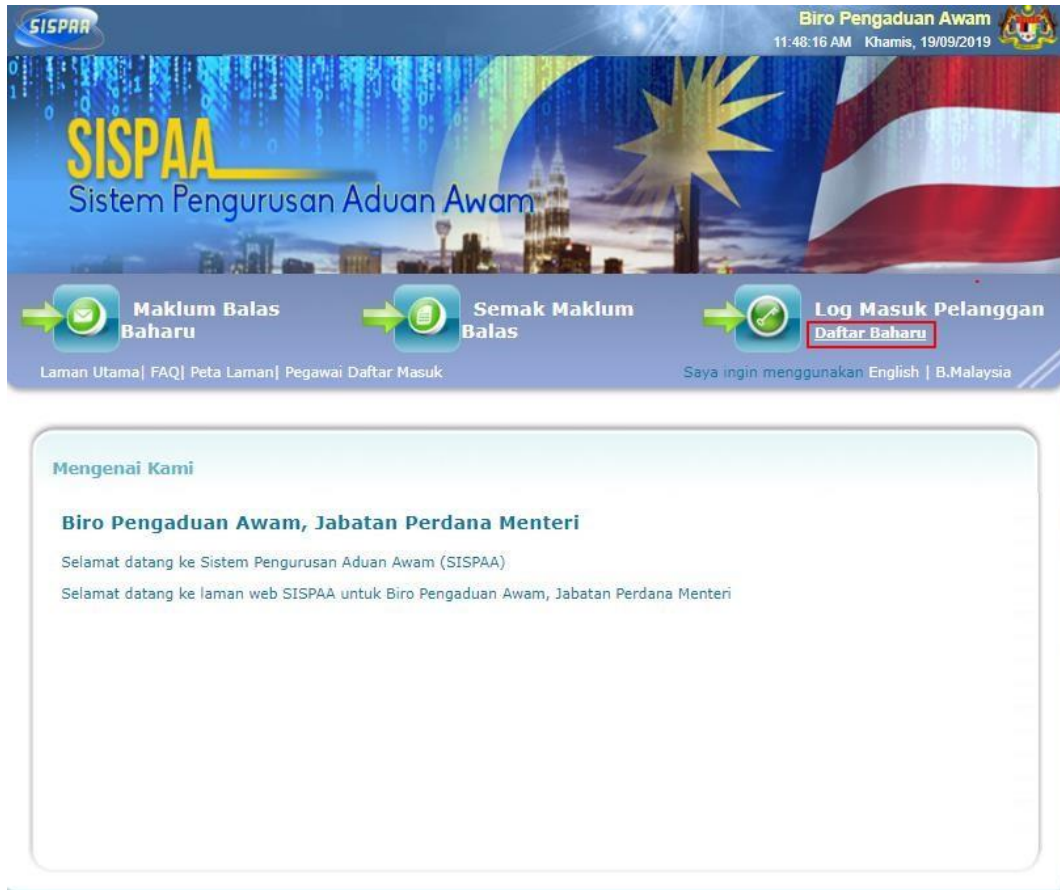 SISPAA
Biro Pengaduan Awam
11:48:16 AM Khamis, 19/09/2019
SISPAA
Sistem Pengurusan Aduan Awam
Maklum Balas
Baharu
Semak Maklum
Balas
Log Masuk Pelanggan
Daftar Baharu
Laman Utama| FAQ| Peta Laman| Pegawai Daftar Masuk
Saya ingin menggunakan English | B.Malaysia
Mengenai Kami
Biro Pengaduan Awam, Jabatan Perdana Menteri
Selamat datang ke Sistem Pengurusan Aduan Awam (SISPAA)
Selamat datang ke laman web SISPAA untuk Biro Pengaduan Awam, Jabatan Perdana Menteri